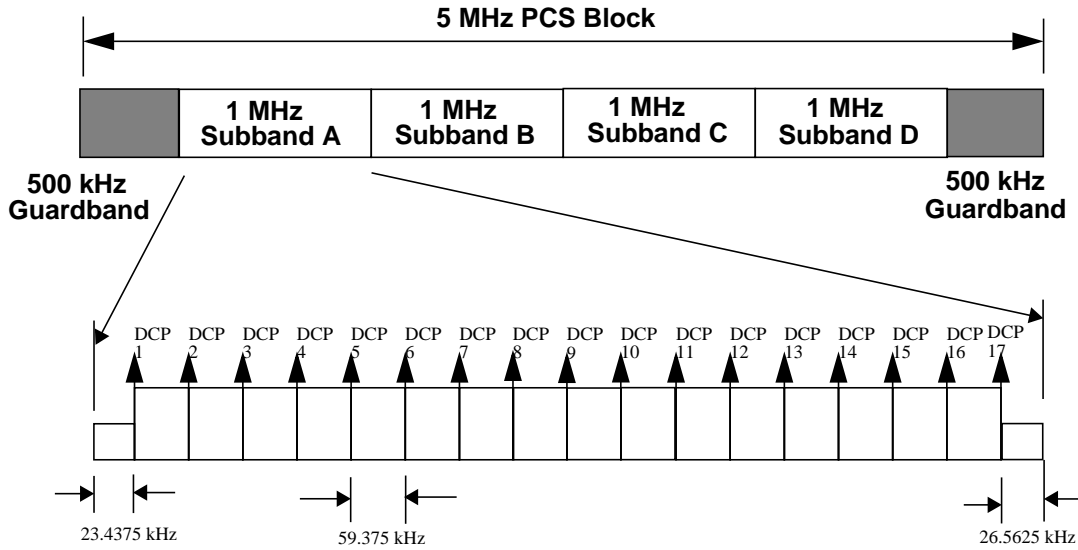 5 MHz PCS Block
1 MHz
Subband A
1 MHz
Subband B
1 MHz
Subband C
1 MHz
Subband D
500 kHz
Guardband
500 kHz
Guardband
DCP
1
DCP
2
DCP
3
DCP
4
DCP
5
DCP
6
DCP
7
DCP
8
DCP
9
DCP
10
DCP
11
DCP
12
DCP
13
DCP
14
DCP
15
DCP
16
DCP
17
23.4375 kHz
59.375 kHz
26.5625 kHz